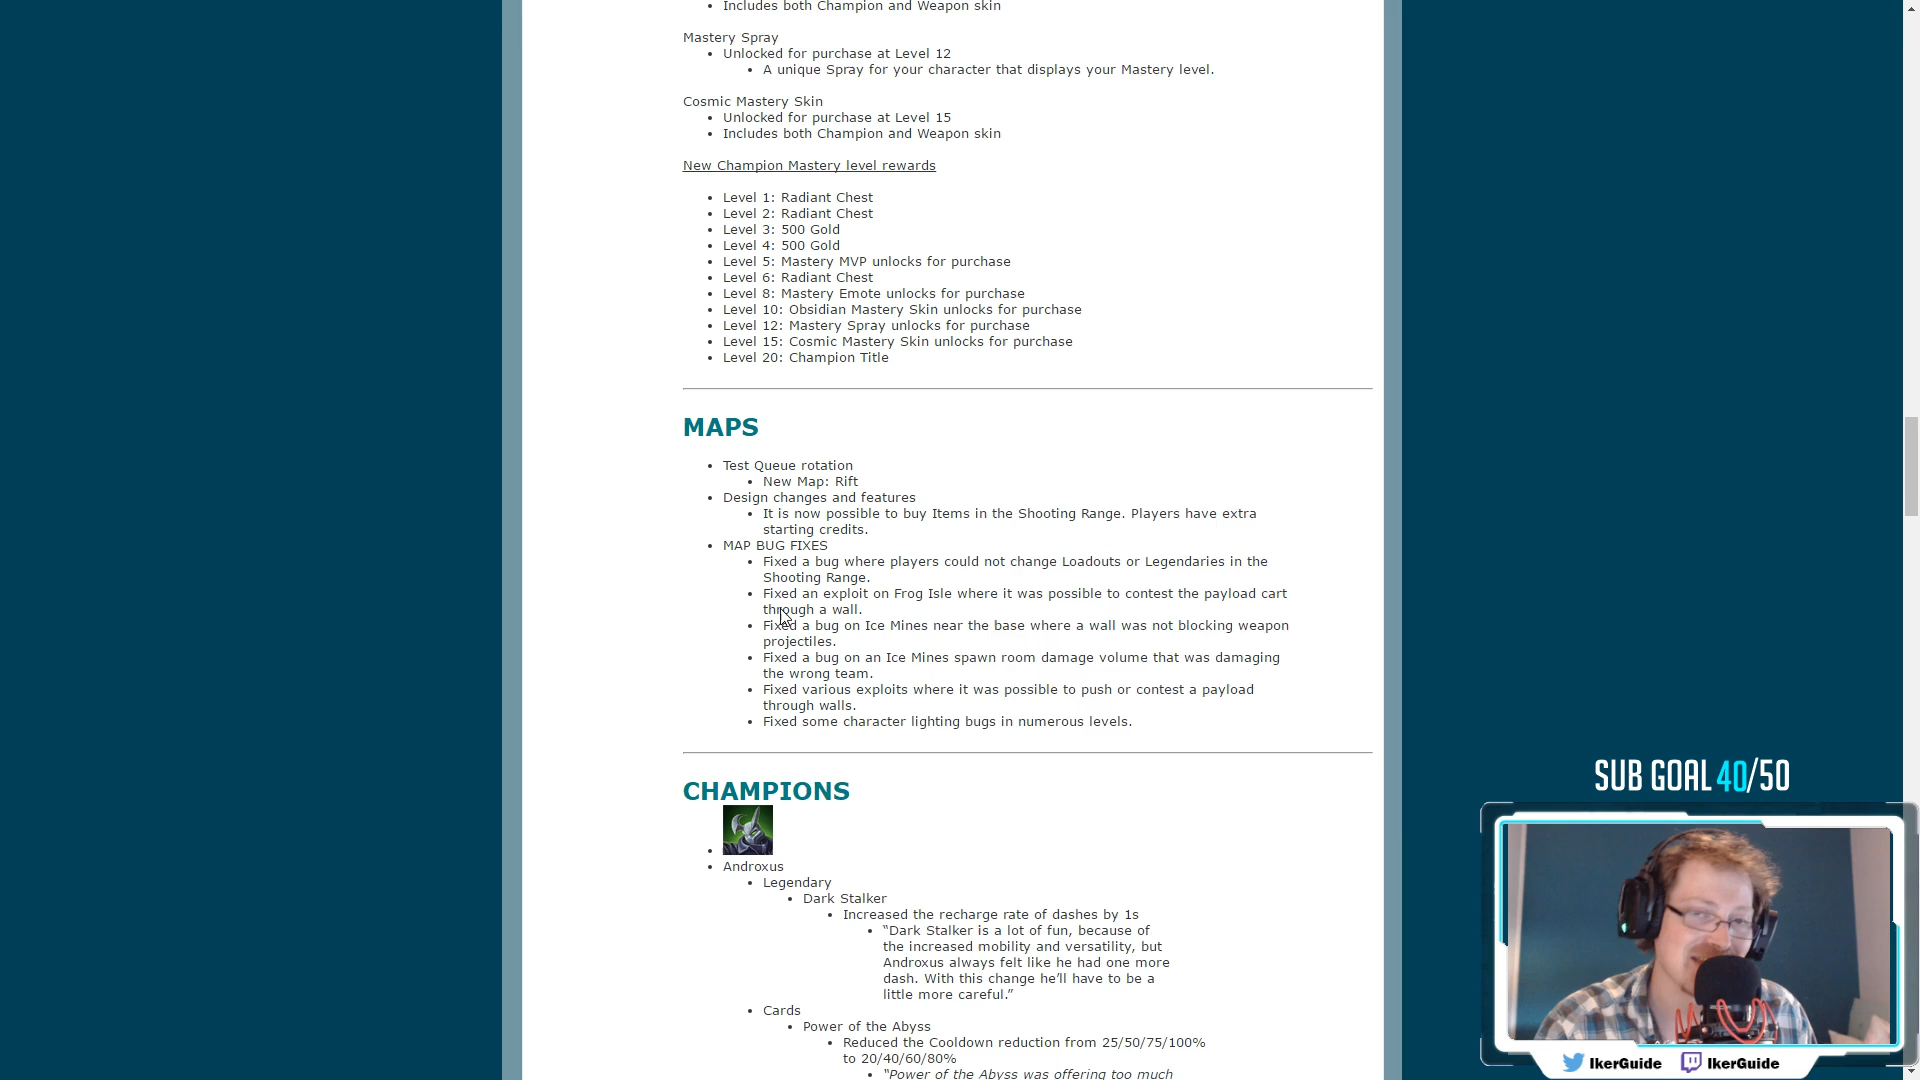 Includes both Champion and Weapon skin
Mastery Spray
Unlocked for purchase at Level 12
A unique Spray for your character that displays your Mastery level.
Cosmic Mastery Skin
Unlocked for purchase at Level 15
Includes both Champion and Weapon skin
New Champion Mastery level rewards
Level 1: Radiant Chest
Level 2: Radiant Chest
Level 3: 500 Gold
Level 4: 500 Gold
Level 5: Mastery MVP unlocks for purchase
Level 6: Radiant Chest
Level 8: Mastery Emote unlocks for purchase
Level 10: Obsidian Mastery Skin unlocks for purchase
Level 12: Mastery Spray unlocks for purchase
Level 15: Cosmic Mastery Skin unlocks for purchase
Level 20: Champion Title
MAPS
Test Queue rotation
New Map: Rift
Design changes and features
It is now possible to buy Items in the Shooting Range. Players have extra
starting credits.
MAP BUG FIXES
Fixed a bug where players could not change Loadouts or Legendaries in the
Shooting Range.
Fixed an exploit on Frog Isle where it was possible to contest the payload cart
through a wall.
Fixed a bug on Ice Mines near the base where a wall was not blocking weapon
projectiles.
Fixed a bug on an Ice Mines spawn room damage volume that was damaging
the wrong team.
Fixed various exploits where it was possible to push or contest a payload
through walls.
Fixed some character lighting bugs in numerous levels.
CHAMPIONS
Androxus
Legendary
Dark Stalker
Increased the recharge rate of dashes by 1s
“Dark Stalker is a lot of fun, because of
the increased mobility and versatility, but
Androxus always felt like he had one more
dash. With this change he’ll have to be a
little more careful.”
Cards
Power of the Abyss
Reduced the Cooldown reduction from 25/50/75/100%
to 20/40/60/80%
“Power of the Abyss was offering too much
SUB GOAL 40/50
IkerGuide IkerGuide